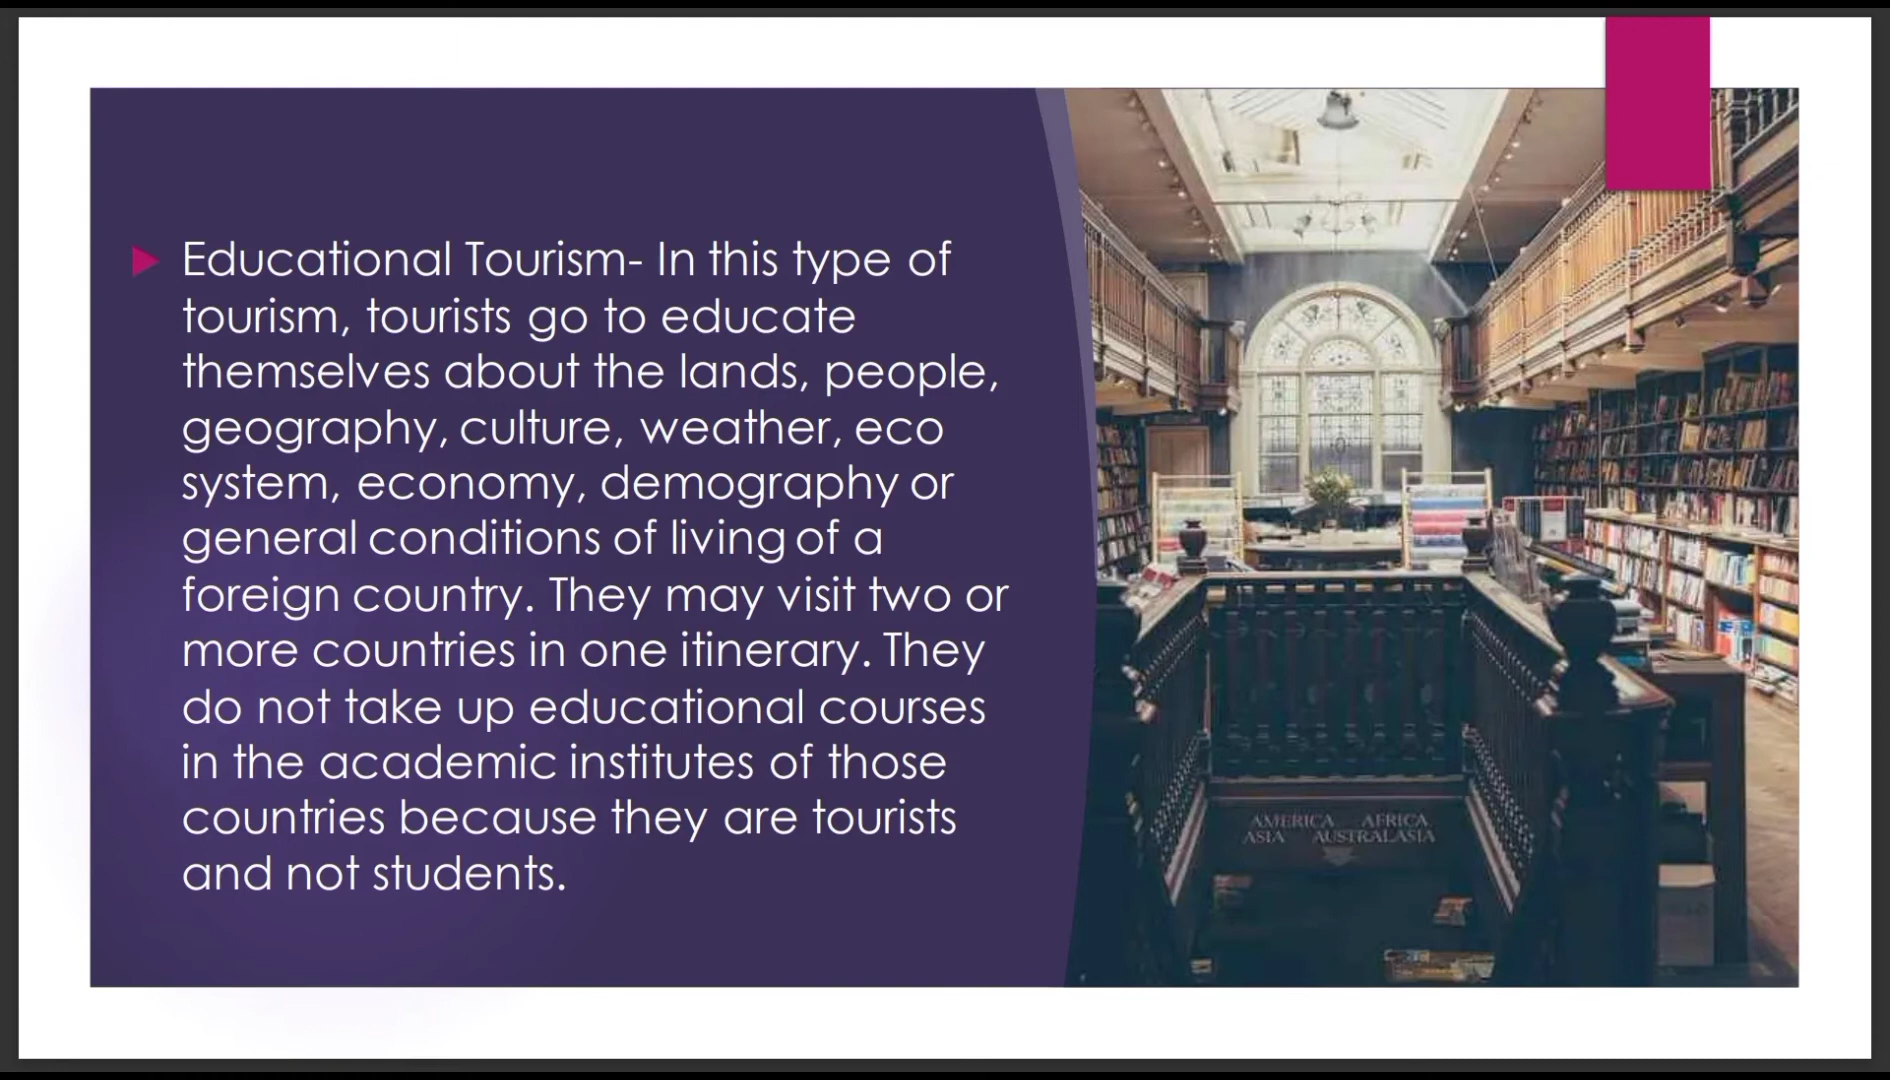 Educational Tourism- In this type of
tourism, tourists go to educate
themselves about the lands, people,
geography, culture, weather, eco
system, economy, demography or
general conditions of living of a
foreign country. They may visit two or
more countries in one itinerary. They
do not take up educational courses
in the academic institutes of those
countries because they are tourists
and not students.
AMERICA AFRICA
ASIA AUSTRALASIA